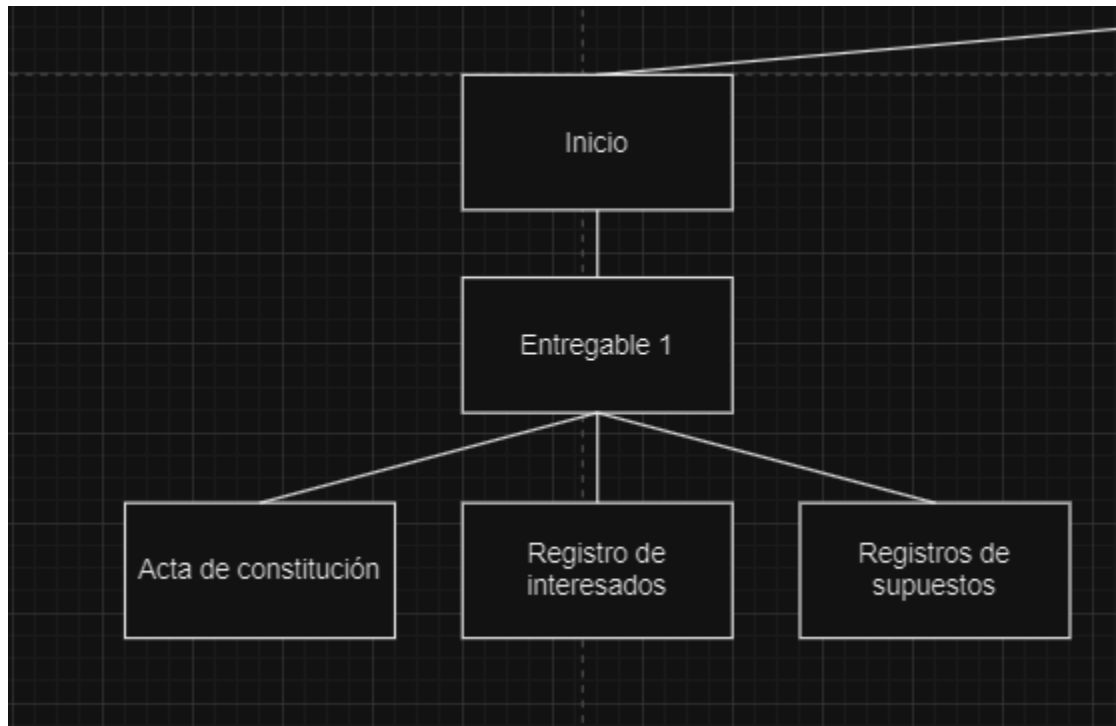 Inicio
Entregable 1
Acta de constitución
Registro de
interesados
Registros de
supuestos